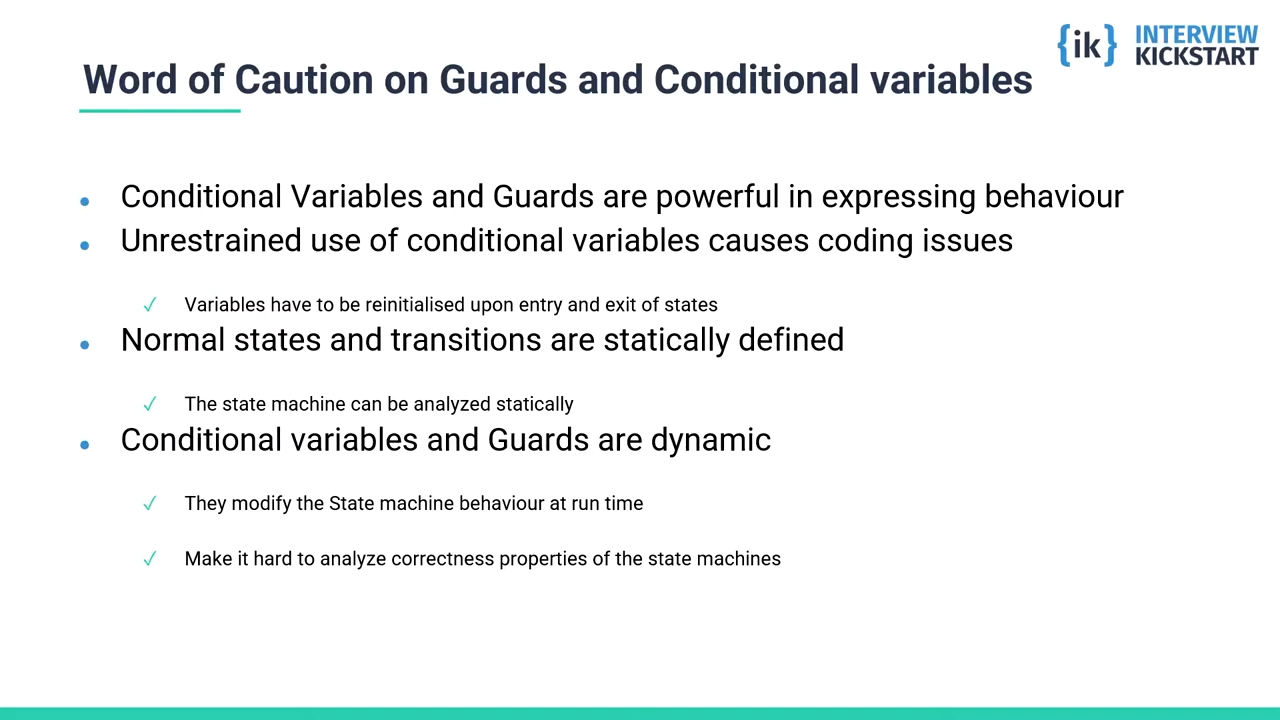 {ik} INTERVIEW
KICKSTART
Word of Caution on Guards and Conditional variables
• Conditional Variables and Guards are powerful in expressing behaviour
• Unrestrained use of conditional variables causes coding issues
✓ Variables have to be reinitialised upon entry and exit of states
• Normal states and transitions are statically defined
✓ The state machine can be analyzed statically
• Conditional variables and Guards are dynamic
✓ They modify the State machine behaviour at run time
✓ Make it hard to analyze correctness properties of the state machines